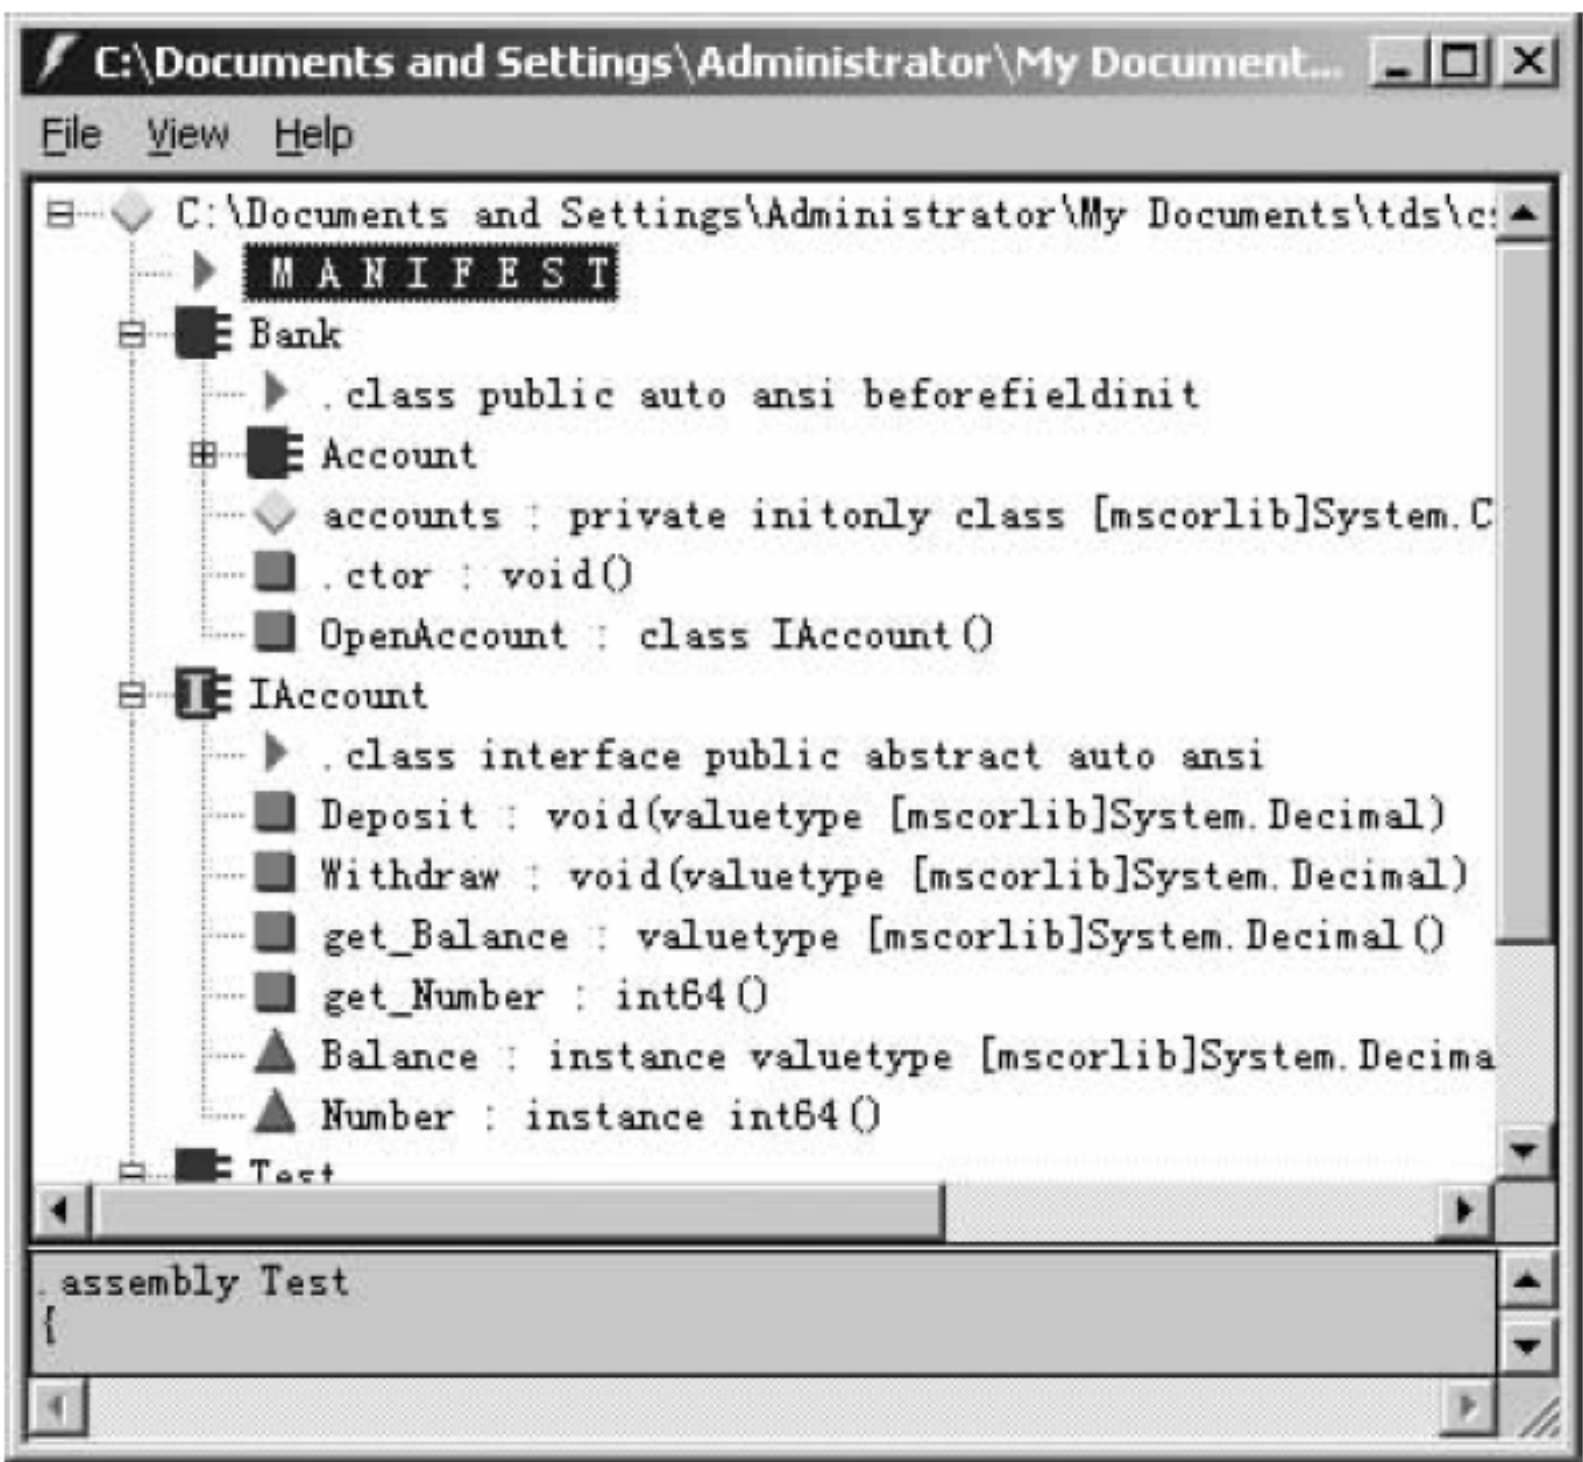 C:\Documents and Settings\Administrator\My Document...
File View Help
C:\Documents and Settings\Administrator\My Documents\tds\cs
M A N I F E S T
Bank
.class public auto ansi beforefieldinit
Account
accounts : private initonly class [mscorlib]System.C
.ctor : void()
OpenAccount : class IAccount()
IAccount
.class interface public abstract auto ansi
Deposit : void(valuetype [mscorlib]System.Decimal)
Withdraw : void(valuetype [mscorlib]System.Decimal)
get_Balance : valuetype [mscorlib]System.Decimal()
get_Number : int64()
Balance : instance valuetype [mscorlib]System.Decima
Number : instance int64()
Test
.assembly Test
{